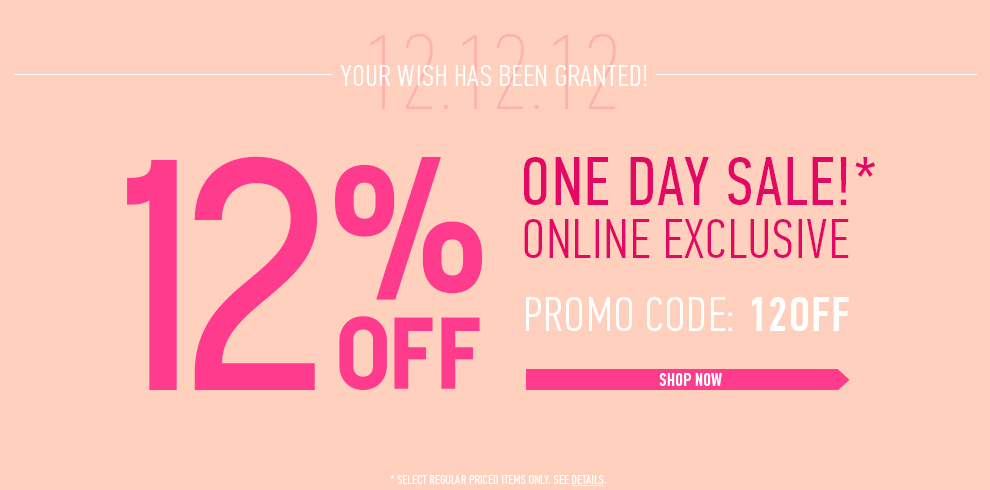 12.12.12
YOUR WISH HAS BEEN GRANTED!
12%
OFF
ONE DAY SALE!*
ONLINE EXCLUSIVE
PROMO CODE: 12OFF
SHOP NOW
* SELECT REGULAR PRICED ITEMS ONLY. SEE DETAILS.